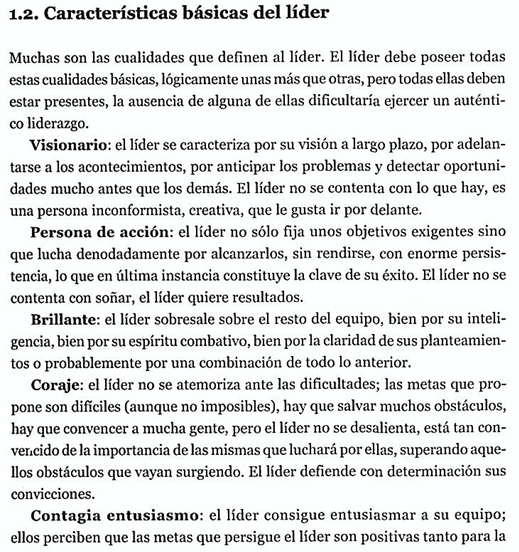 1.2. Características básicas del líder
Muchas son las cualidades que definen al líder. El líder debe poseer todas
estas cualidades básicas, lógicamente unas más que otras, pero todas ellas deben
estar presentes, la ausencia de alguna de ellas dificultaría ejercer un auténti-
co liderazgo.
Visionario: el líder se caracteriza por su visión a largo plazo, por adelan-
tarse a los acontecimientos, por anticipar los problemas y detectar oportuni-
dades mucho antes que los demás. El líder no se contenta con lo que hay, es
una persona inconformista, creativa, que le gusta ir por delante.
Persona de acción: el líder no sólo fija unos objetivos exigentes sino
que lucha denodadamente por alcanzarlos, sin rendirse, con enorme persis-
tencia, lo que en última instancia constituye la clave de su éxito. El líder no se
contenta con soñar, el líder quiere resultados.
Brillante: el líder sobresale sobre el resto del equipo, bien por su inteli-
gencia, bien por su espíritu combativo, bien por la claridad de sus planteamien-
tos o probablemente por una combinación de todo lo anterior.
Coraje: el líder no se atemoriza ante las dificultades; las metas que pro-
pone son difíciles (aunque no imposibles), hay que salvar muchos obstáculos,
hay que convencer a mucha gente, pero el líder no se desalienta, está tan con-
vencido de la importancia de las mismas que luchará por ellas, superando aque-
llos obstáculos que vayan surgiendo. El líder defiende con determinación sus
convicciones.
Contagia entusiasmo: el líder consigue entusiasmar a su equipo;
ellos perciben que las metas que persigue el líder son positivas tanto para la